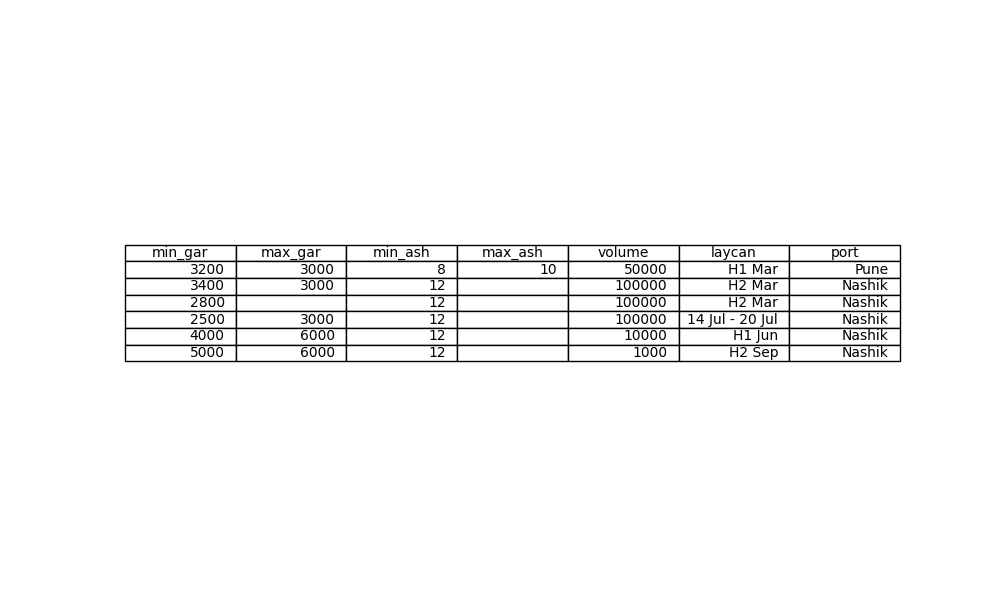 min_gar max_gar min_ash max_ash volume laycan port
3200 3000 8 10 50000 H1 Mar Pune
3400 3000 12 100000 H2 Mar Nashik
2800 12 100000 H2 Mar Nashik
2500 3000 12 100000 14 Jul - 20 Jul Nashik
4000 6000 12 10000 H1 Jun Nashik
5000 6000 12 1000 H2 Sep Nashik